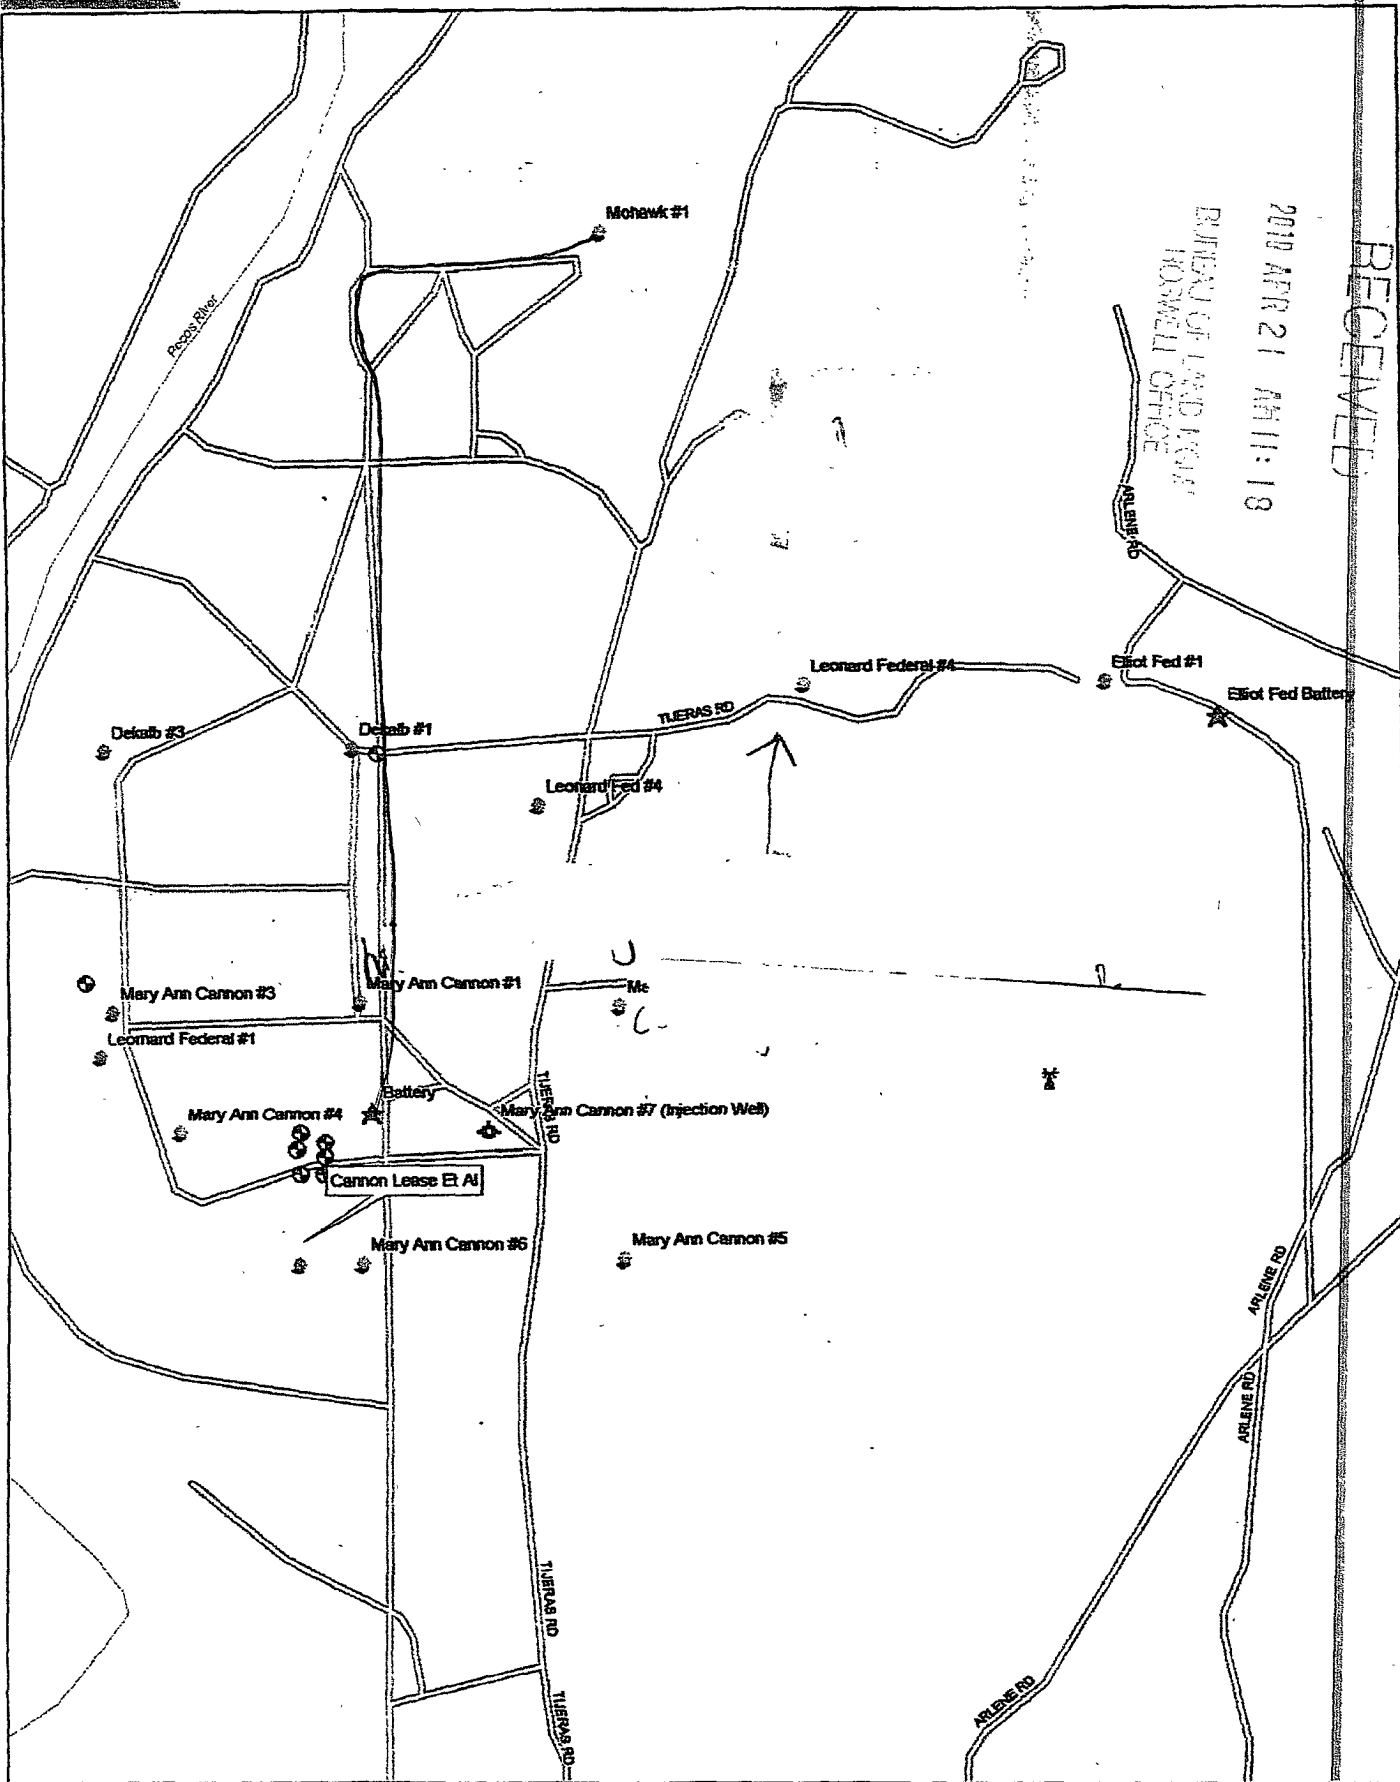 RECEIVED
2010 APR 21 AM 11: 18
BUREAU OF LAND MGMT
ROSWELL OFFICE
Mohawk #1
Pecos River
ARLENE RD
Leonard Federal #4
Elliot Fed #1
Elliot Fed Battery
TIJERAS RD
Dekalb #3
Dekalb #1
Leonard Fed #4
Mary Ann Cannon #3
Mary Ann Cannon #1
Me
Leornard Federal #1
Battery
TIJERAS RD
Mary Ann Cannon #4
Mary Ann Cannon #7 (Injection Well)
Cannon Lease Et Al
Mary Ann Cannon #6
Mary Ann Cannon #5
ARLENE RD
ARLENE RD
TIJERAS RD
ARLENE RD
TIJERAS RD